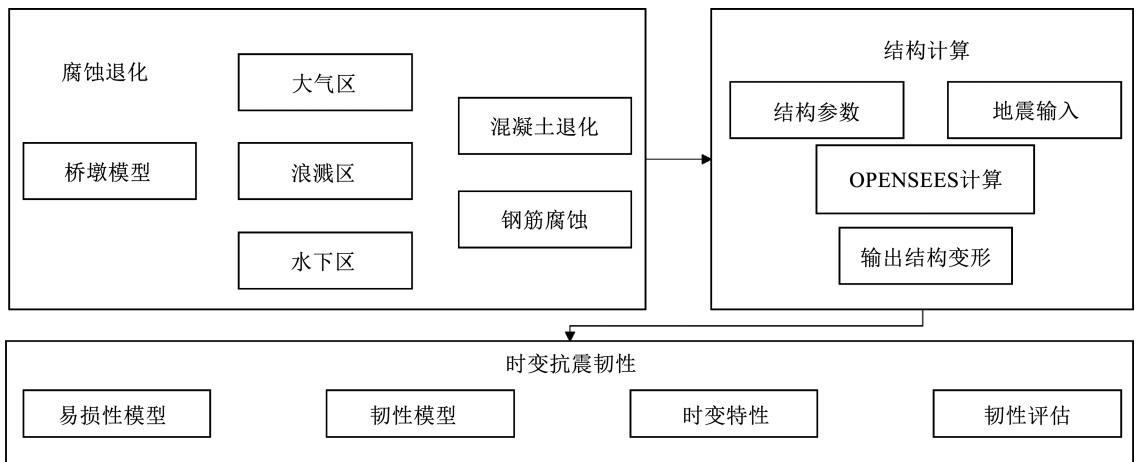 腐蚀退化
桥墩模型
大气区
浪溅区
水下区
混凝土退化
钢筋腐蚀
结构计算
结构参数
地震输入
OPENSEES计算
输出结构变形
时变抗震韧性
易损性模型
韧性模型
时变特性
韧性评估